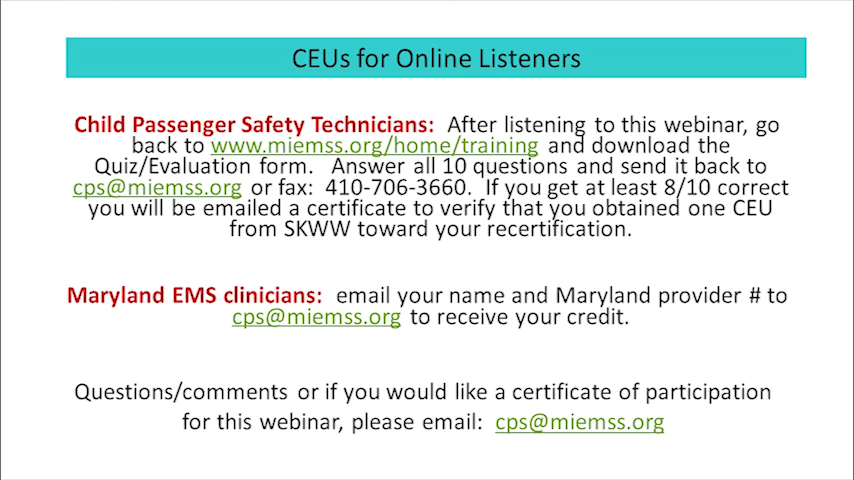 CEUs for Online Listeners
Child Passenger Safety Technicians: After listening to this webinar, go
back to www.miemss.org/home/training and download the
Quiz/Evaluation form. Answer all 10 questions and send it back to
cps@miemss.org or fax: 410-706-3660. If you get at least 8/10 correct
you will be emailed a certificate to verify that you obtained one CEU
from SKWW toward your recertification.
Maryland EMS clinicians: email your name and Maryland provider # to
cps@miemss.org to receive your credit.
Questions/comments or if you would like a certificate of participation
for this webinar, please email: cps@miemss.org